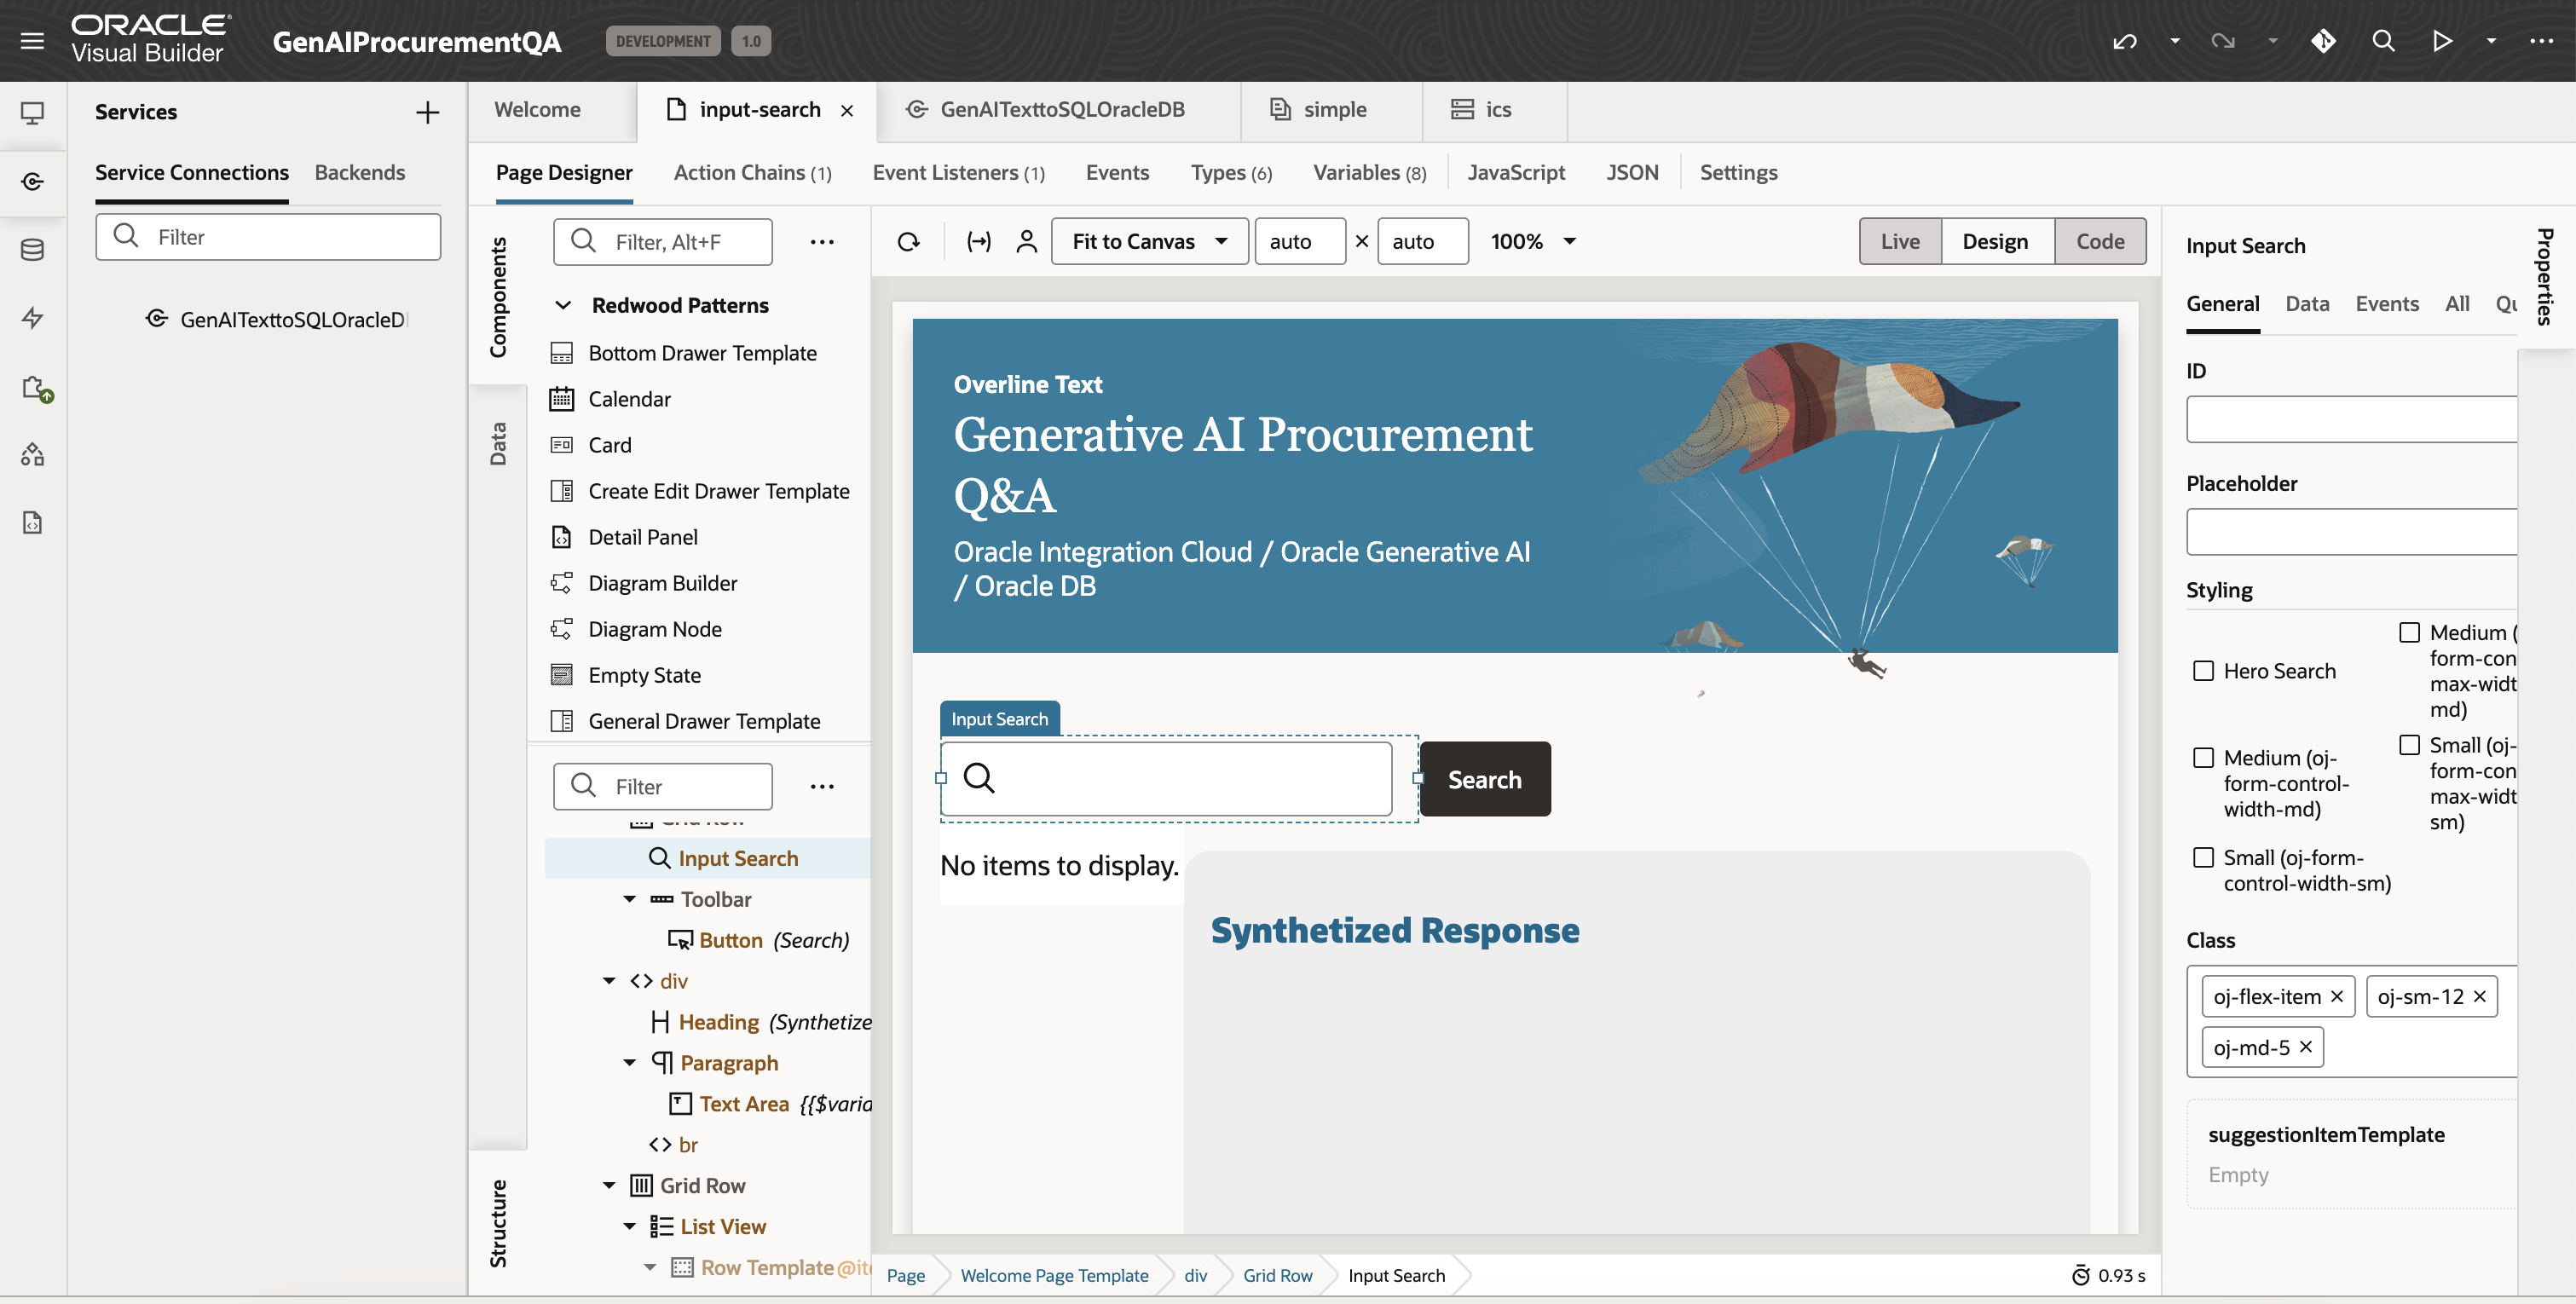 ORACLE
Visual Builder
GenAIProcurementQA
DEVELOPMENT
1.0
Services
Service Connections
Backends
Filter
GenAITexttoSQLOracleD
Welcome
input-search
GenAITexttoSQLOracleDB
simple
ics
Page Designer
Action Chains (1)
Event Listeners (1)
Events
Types (6)
Variables (8)
JavaScript
JSON
Settings
Components
Data
Structure
Filter, Alt+F
Redwood Patterns
Bottom Drawer Template
Calendar
Card
Create Edit Drawer Template
Detail Panel
Diagram Builder
Diagram Node
Empty State
General Drawer Template
Filter
Grid Row
Input Search
Toolbar
Button (Search)
div
Heading (Synthetize
Paragraph
Text Area {{$varia
br
Grid Row
List View
Row Template @ite
Fit to Canvas
auto
×
auto
100%
Live
Design
Code
Overline Text
Generative AI Procurement
Q&A
Oracle Integration Cloud / Oracle Generative AI
/ Oracle DB
Input Search
Search
No items to display.
Synthetized Response
Page
Welcome Page Template
div
Grid Row
Input Search
0.93 s
Input Search
Properties
General
Data
Events
All
Qu
ID
Placeholder
Styling
Hero Search
Medium (
form-con
max-widt
md)
Medium (oj-
form-control-
width-md)
Small (oj-
form-con
max-widt
sm)
Small (oj-form-
control-width-sm)
Class
oj-flex-item ×
oj-sm-12 ×
oj-md-5 ×
suggestionItemTemplate
Empty